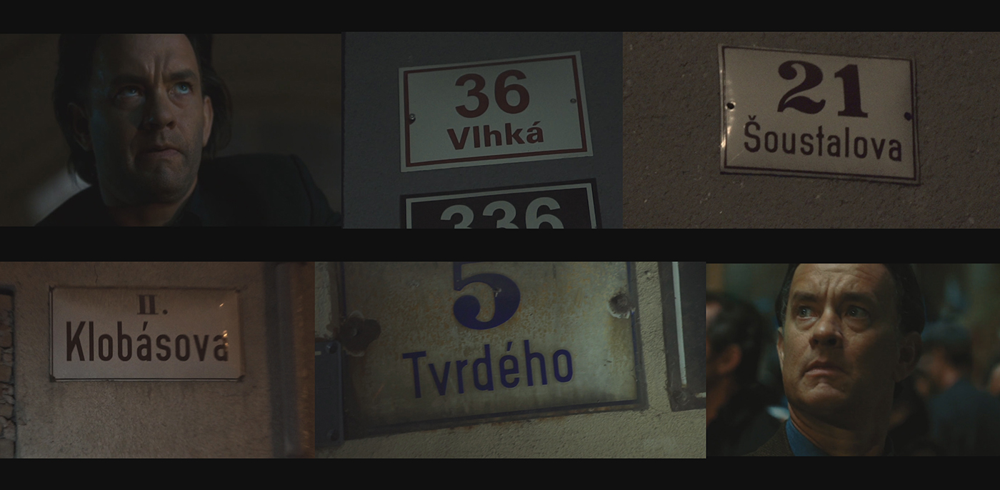 36
Vlhká
336
21
Šoustalova
II.
Klobásova
5
Tvrdého